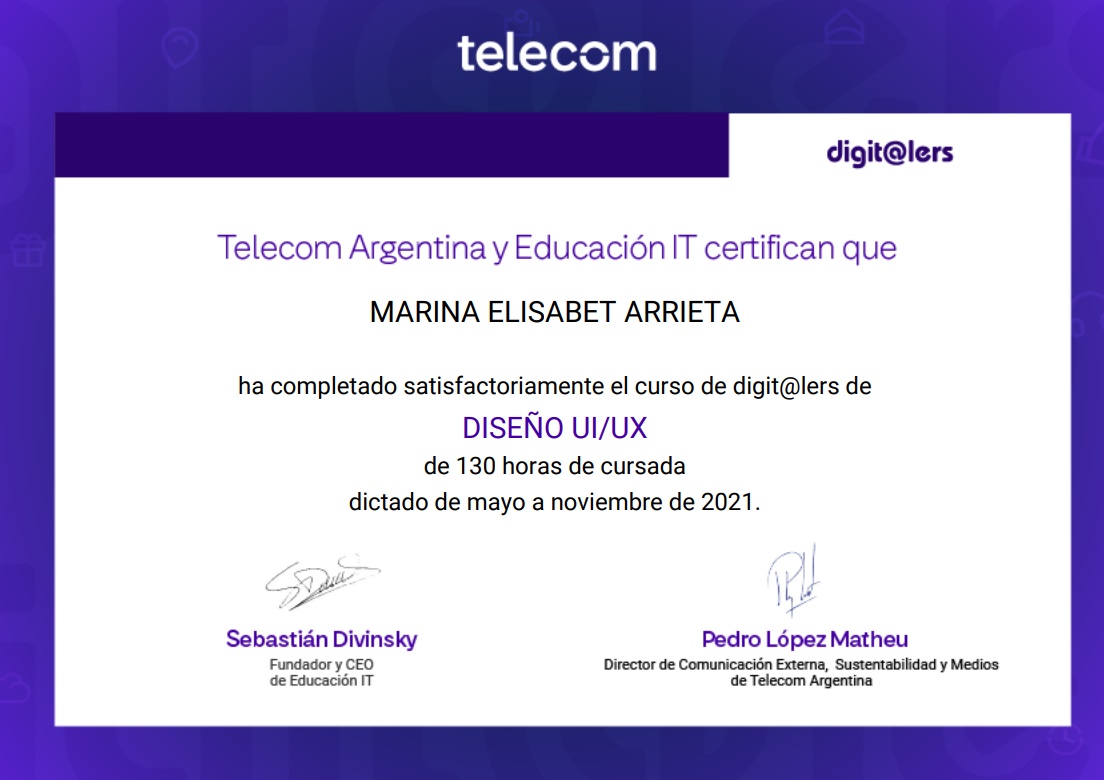 telecom
digit@lers
Telecom Argentina y Educación IT certifican que
MARINA ELISABET ARRIETA
ha completado satisfactoriamente el curso de digit@lers de
DISEÑO UI/UX
de 130 horas de cursada
dictado de mayo a noviembre de 2021.
Sebastián Divinsky
Fundador y CEO
de Educación IT
Pedro López Matheu
Director de Comunicación Externa, Sustentabilidad y Medios
de Telecom Argentina